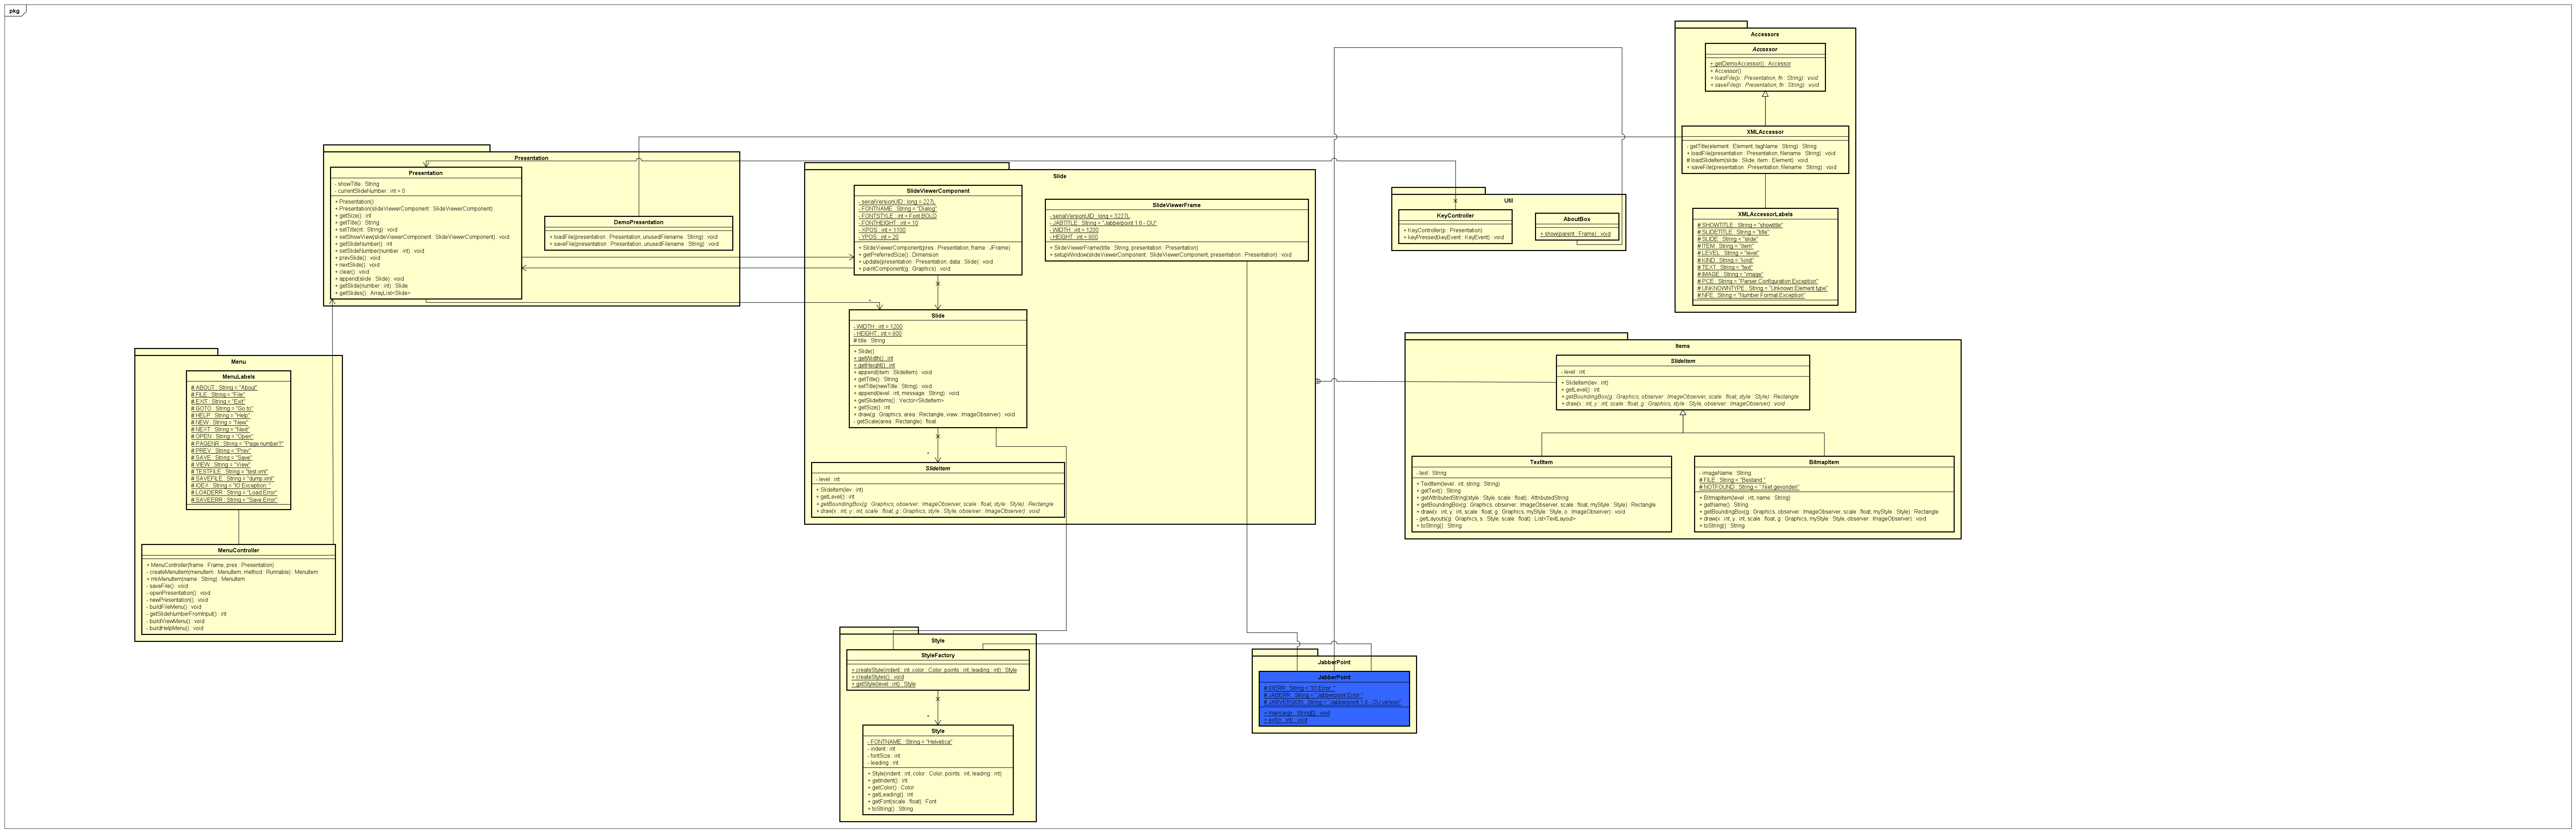 pkg
Accessors
Accessor
+ getDemoAccessor() : Accessor
+ Accessor()
+ loadFile(p : Presentation, fn : String) : void
+ saveFile(p : Presentation, fn : String) : void
XMLAccessor
- getTitle(element : Element, tagName : String) : String
+ loadFile(presentation : Presentation, filename : String) : void
# loadSlideItem(slide : Slide, item : Element) : void
+ saveFile(presentation : Presentation, filename : String) : void
XMLAccessorLabels
# SHOWTITLE : String = "showtitle"
# SLIDETITLE : String = "title"
# SLIDE : String = "slide"
# ITEM : String = "item"
# LEVEL : String = "level"
# KIND : String = "kind"
# TEXT : String = "text"
# IMAGE : String = "image"
# PCE : String = "Parser Configuration Exception"
# UNKNOWNTYPE : String = "Unknown Element type"
# NFE : String = "Number Format Exception"
Presentation
Presentation
- showTitle : String
- currentSlideNumber : int = 0
+ Presentation()
+ Presentation(slideViewerComponent : SlideViewerComponent)
+ getSize() : int
+ getTitle() : String
+ setTitle(nt : String) : void
+ setShowView(slideViewerComponent : SlideViewerComponent) : void
+ getSlideNumber() : int
+ setSlideNumber(number : int) : void
+ prevSlide() : void
+ nextSlide() : void
+ clear() : void
+ append(slide : Slide) : void
+ getSlide(number : int) : Slide
+ getSlides() : ArrayList<Slide>
DemoPresentation
+ loadFile(presentation : Presentation, unusedFilename : String) : void
+ saveFile(presentation : Presentation, unusedFilename : String) : void
Slide
SlideViewerComponent
- serialVersionUID : long = 227L
- FONTNAME : String = "Dialog"
- FONTSTYLE : int = Font.BOLD
- FONTHEIGHT : int = 10
- XPOS : int = 1100
- YPOS : int = 20
+ SlideViewerComponent(pres : Presentation, frame : JFrame)
+ getPreferredSize() : Dimension
+ update(presentation : Presentation, data : Slide) : void
+ paintComponent(g : Graphics) : void
SlideViewerFrame
- serialVersionUID : long = 3227L
- JABTITLE : String = "Jabberpoint 1.6 - OU"
- WIDTH : int = 1200
- HEIGHT : int = 800
+ SlideViewerFrame(title : String, presentation : Presentation)
+ setupWindow(slideViewerComponent : SlideViewerComponent, presentation : Presentation) : void
*
Slide
- WIDTH : int = 1200
- HEIGHT : int = 800
# title : String
+ Slide()
+ getWidth() : int
+ getHeight() : int
+ append(item : SlideItem) : void
+ getTitle() : String
+ setTitle(newTitle : String) : void
+ append(level : int, message : String) : void
+ getSlideItems() : Vector<SlideItem>
+ getSize() : int
+ draw(g : Graphics, area : Rectangle, view : ImageObserver) : void
- getScale(area : Rectangle) : float
*
SlideItem
- level : int
+ SlideItem(lev : int)
+ getLevel() : int
+ getBoundingBox(g : Graphics, observer : ImageObserver, scale : float, style : Style) : Rectangle
+ draw(x : int, y : int, scale : float, g : Graphics, style : Style, observer : ImageObserver) : void
Util
KeyController
+ KeyController(p : Presentation)
+ keyPressed(keyEvent : KeyEvent) : void
AboutBox
+ show(parent : Frame) : void
Items
SlideItem
- level : int
+ SlideItem(lev : int)
+ getLevel() : int
+ getBoundingBox(g : Graphics, observer : ImageObserver, scale : float, style : Style) : Rectangle
+ draw(x : int, y : int, scale : float, g : Graphics, style : Style, observer : ImageObserver) : void
TextItem
- text : String
+ TextItem(level : int, string : String)
+ getText() : String
+ getAttributedString(style : Style, scale : float) : AttributedString
+ getBoundingBox(g : Graphics, observer : ImageObserver, scale : float, myStyle : Style) : Rectangle
+ draw(x : int, y : int, scale : float, g : Graphics, myStyle : Style, o : ImageObserver) : void
- getLayouts(g : Graphics, s : Style, scale : float) : List<TextLayout>
+ toString() : String
BitmapItem
- imageName : String
# FILE : String = "Bestand "
# NOTFOUND : String = " Niet gevonden"
+ BitmapItem(level : int, name : String)
+ getName() : String
+ getBoundingBox(g : Graphics, observer : ImageObserver, scale : float, myStyle : Style) : Rectangle
+ draw(x : int, y : int, scale : float, g : Graphics, myStyle : Style, observer : ImageObserver) : void
+ toString() : String
Menu
MenuLabels
# ABOUT : String = "About"
# FILE : String = "File"
# EXIT : String = "Exit"
# GOTO : String = "Go to"
# HELP : String = "Help"
# NEW : String = "New"
# NEXT : String = "Next"
# OPEN : String = "Open"
# PAGENR : String = "Page number?"
# PREV : String = "Prev"
# SAVE : String = "Save"
# VIEW : String = "View"
# TESTFILE : String = "test.xml"
# SAVEFILE : String = "dump.xml"
# IOEX : String = "IO Exception: "
# LOADERR : String = "Load Error"
# SAVEERR : String = "Save Error"
MenuController
+ MenuController(frame : Frame, pres : Presentation)
- createMenuItem(menuItem : MenuItem, method : Runnable) : MenuItem
+ mkMenuItem(name : String) : MenuItem
- saveFile() : void
- openPresentation() : void
- newPresentation() : void
- buildFileMenu() : void
- getSlideNumberFromInput() : int
- buildViewMenu() : void
- buildHelpMenu() : void
Style
StyleFactory
+ createStyle(indent : int, color : Color, points : int, leading : int) : Style
+ createStyles() : void
+ getStyle(level : int) : Style
*
Style
- FONTNAME : String = "Helvetica"
- indent : int
- fontSize : int
- leading : int
+ Style(indent : int, color : Color, points : int, leading : int)
+ getIndent() : int
+ getColor() : Color
+ getLeading() : int
+ getFont(scale : float) : Font
+ toString() : String
JabberPoint
JabberPoint
# IOERR : String = "IO Error: "
# JABERR : String = "Jabberpoint Error "
# JABVERSION : String = "Jabberpoint 1.6 - OU version"
+ main(argv : String[]) : void
+ exit(n : int) : void